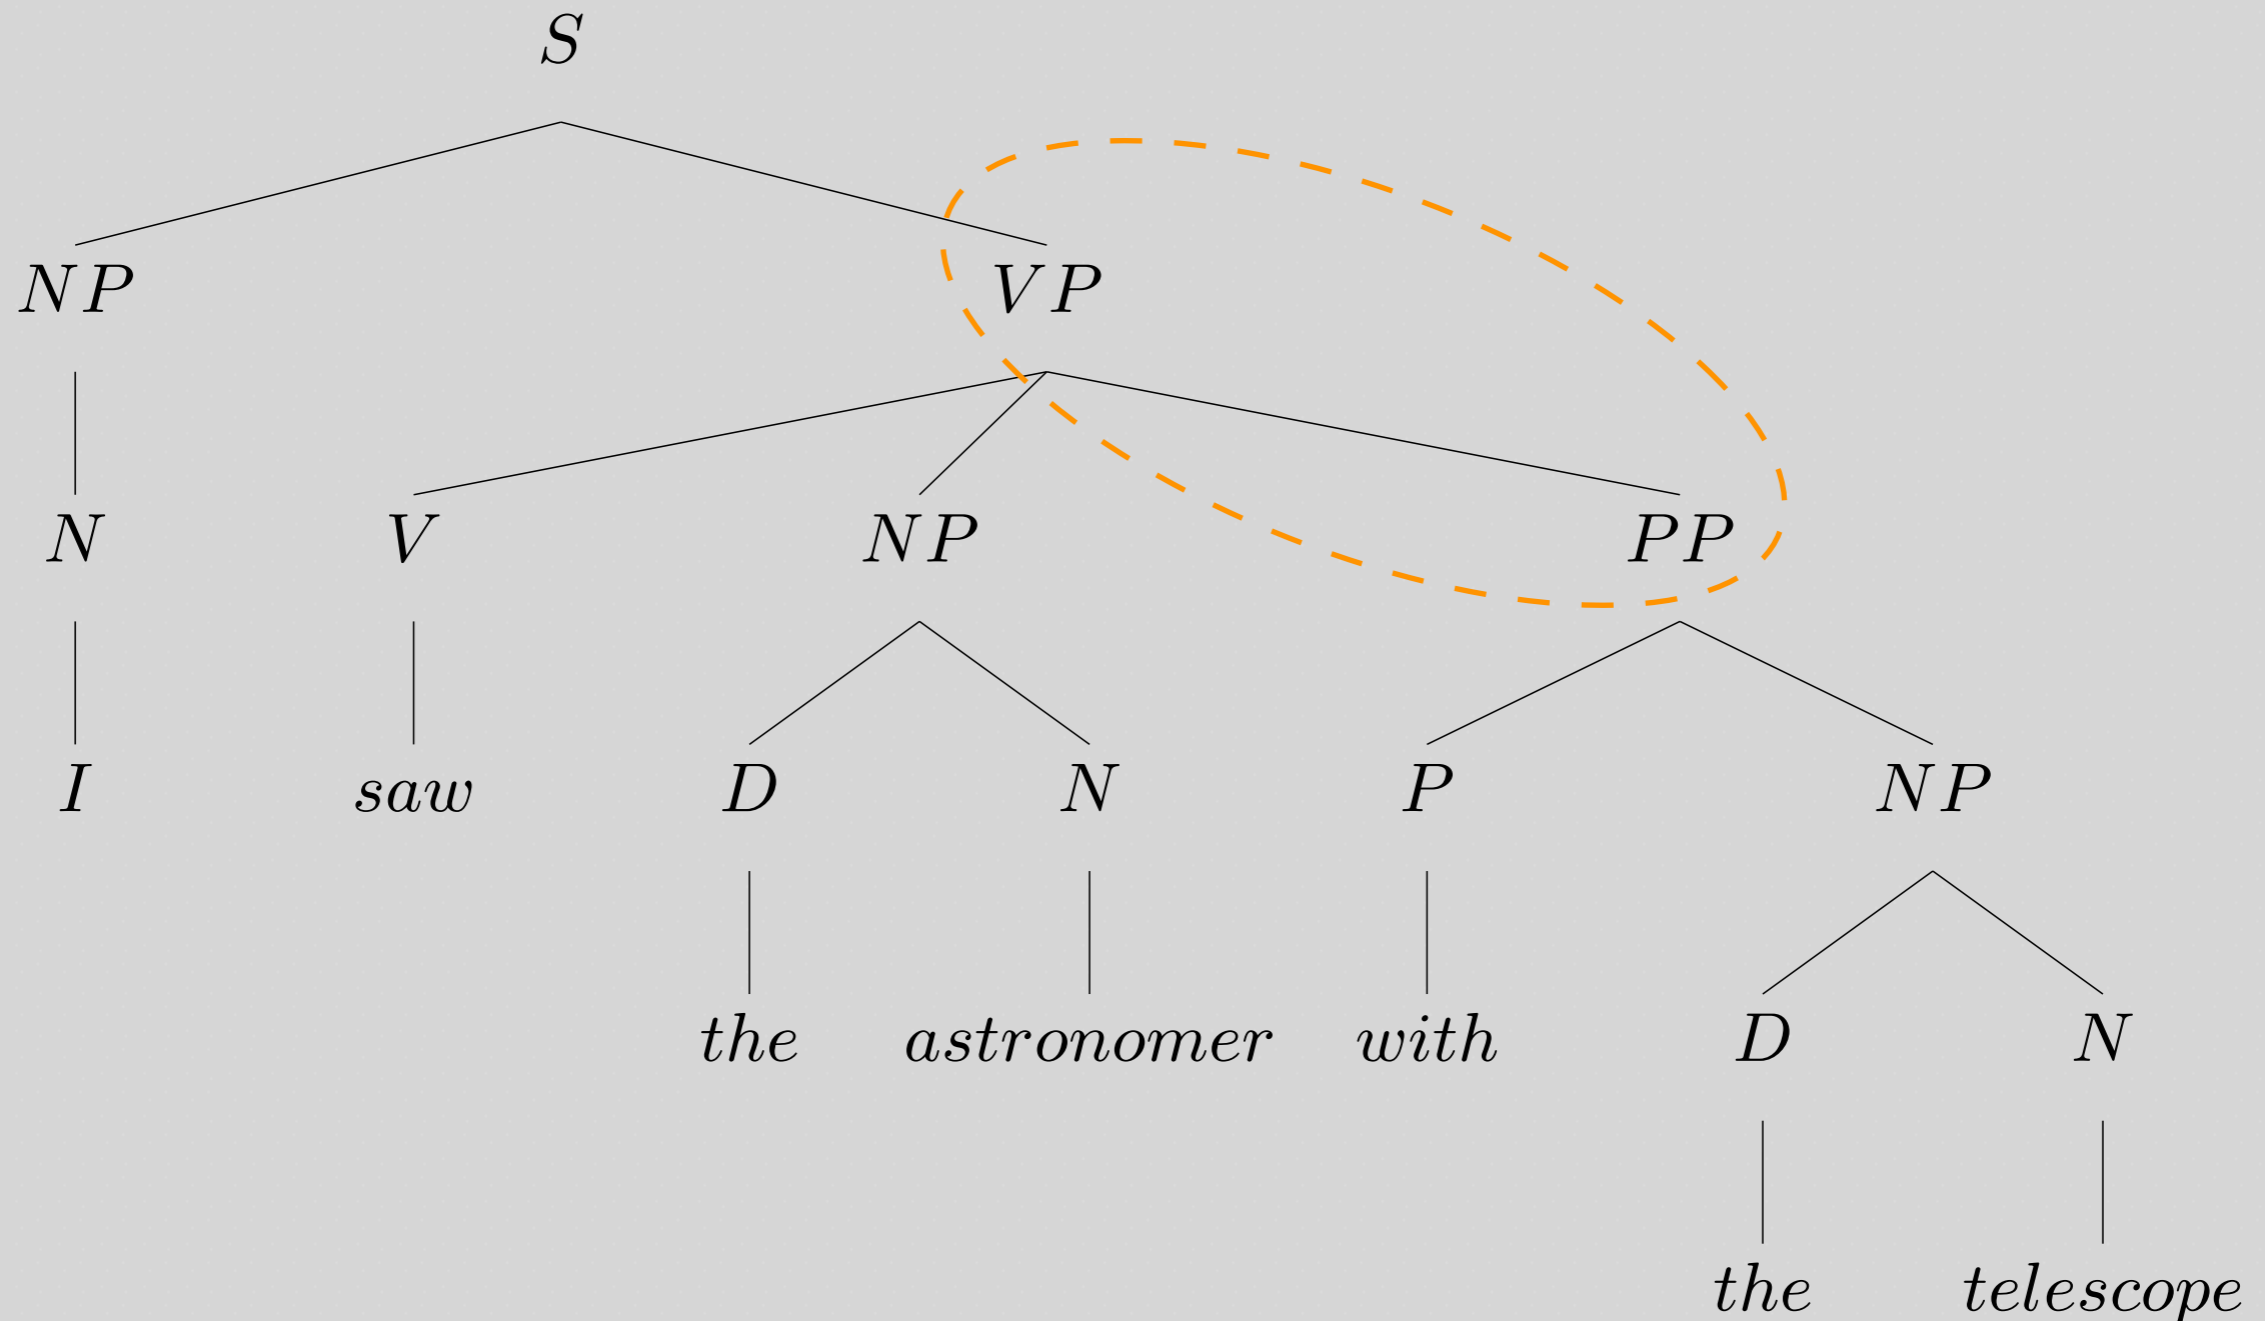 S
NP VP
N V NP PP
I saw D N P NP
the astronomer with D N
the telescope